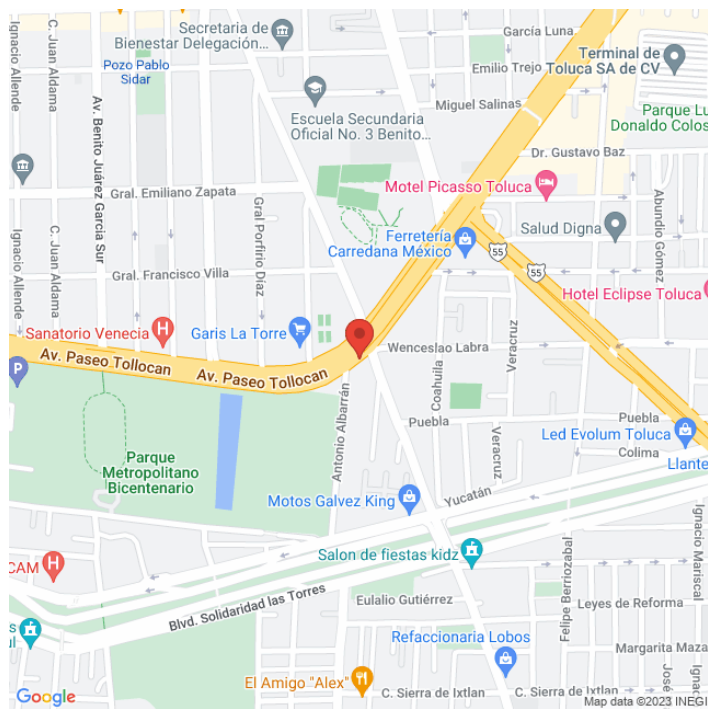 García Luna
Secretaria de
Bienestar Delegación...
Ignacio Allende
C. Juan Aldama
Pozo Pablo
Sidar
Emilio Trejo
Terminal de
Toluca SA de CV
Av. Benito Juárez García Sur
Escuela Secundaria
Oficial No. 3 Benito...
Miguel Salinas
Parque Lu
Donaldo Colos
Dr. Gustavo Baz
Gral. Emiliano Zapata
Motel Picasso Toluca
Abundio Gómez
Ignacio Allende
C. Juan Aldama
Gral Porfirio Díaz
Ferretería
Carredana México
Salud Digna
55
55
Gral. Francisco Villa
Hotel Eclipse Toluca
Sanatorio Venecia
H
Garis La Torre
Veracruz
Wenceslao Labra
Av. Paseo Tollocan
Av. Paseo Tollocan
P
Coahuila
Antonio Albarrán
Puebla
Puebla
Veracruz
Led Evolum Toluca
Colima
Llante
Parque
Metropolitano
Bicentenario
Motos Galvez King
Yucatán
Ignacio Mariscal
Salon de fiestas kidz
CAM
H
Felipe Berriozabal
Blvd. Solidaridad las Torres
Eulalio Gutiérrez
Leyes de Reforma
s
ul
Refaccionaria Lobos
Margarita Maza
José
El Amigo "Alex"
C. Sierra de Ixtlan
C. Sierra de Ixtlan
Google
Map data ©2023 INEGI